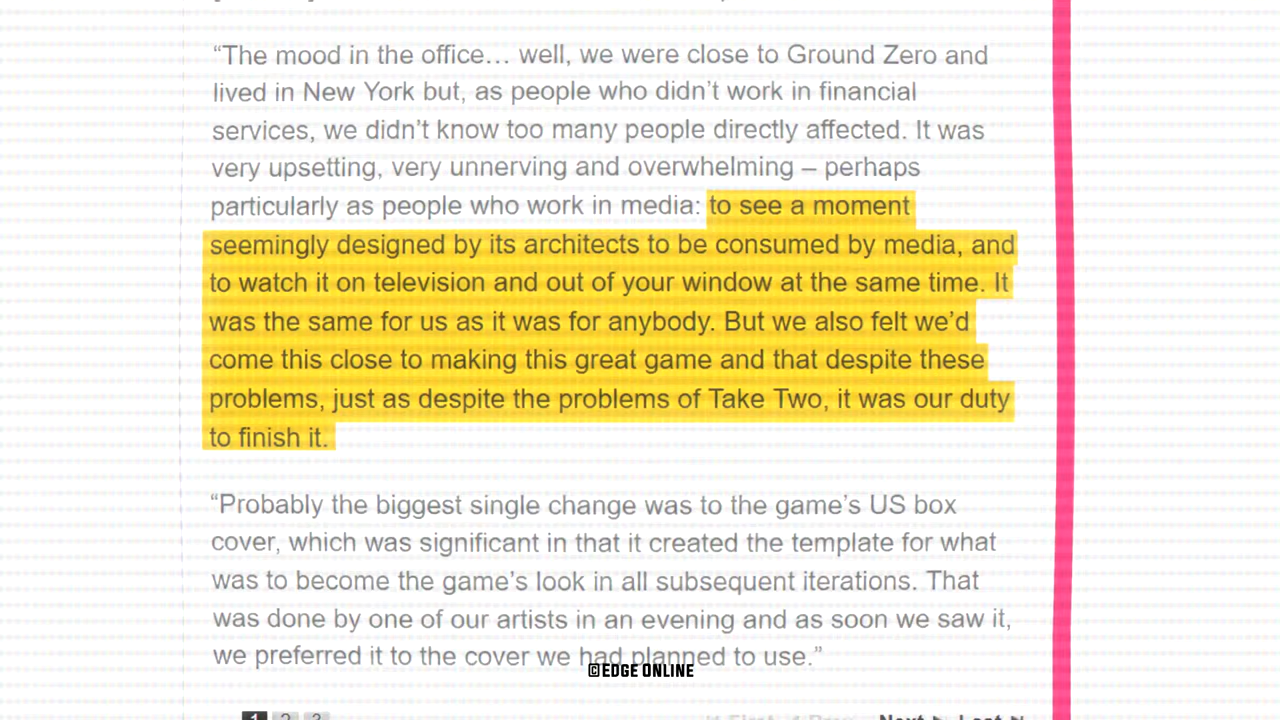 “The mood in the office… well, we were close to Ground Zero and
lived in New York but, as people who didn’t work in financial
services, we didn’t know too many people directly affected. It was
very upsetting, very unnerving and overwhelming – perhaps
particularly as people who work in media: to see a moment
seemingly designed by its architects to be consumed by media, and
to watch it on television and out of your window at the same time. It
was the same for us as it was for anybody. But we also felt we’d
come this close to making this great game and that despite these
problems, just as despite the problems of Take Two, it was our duty
to finish it.
“Probably the biggest single change was to the game’s US box
cover, which was significant in that it created the template for what
was to become the game’s look in all subsequent iterations. That
was done by one of our artists in an evening and as soon we saw it,
we preferred it to the cover we had planned to use.”
©EDGE ONLINE
1 2 3 First Prev Next Last